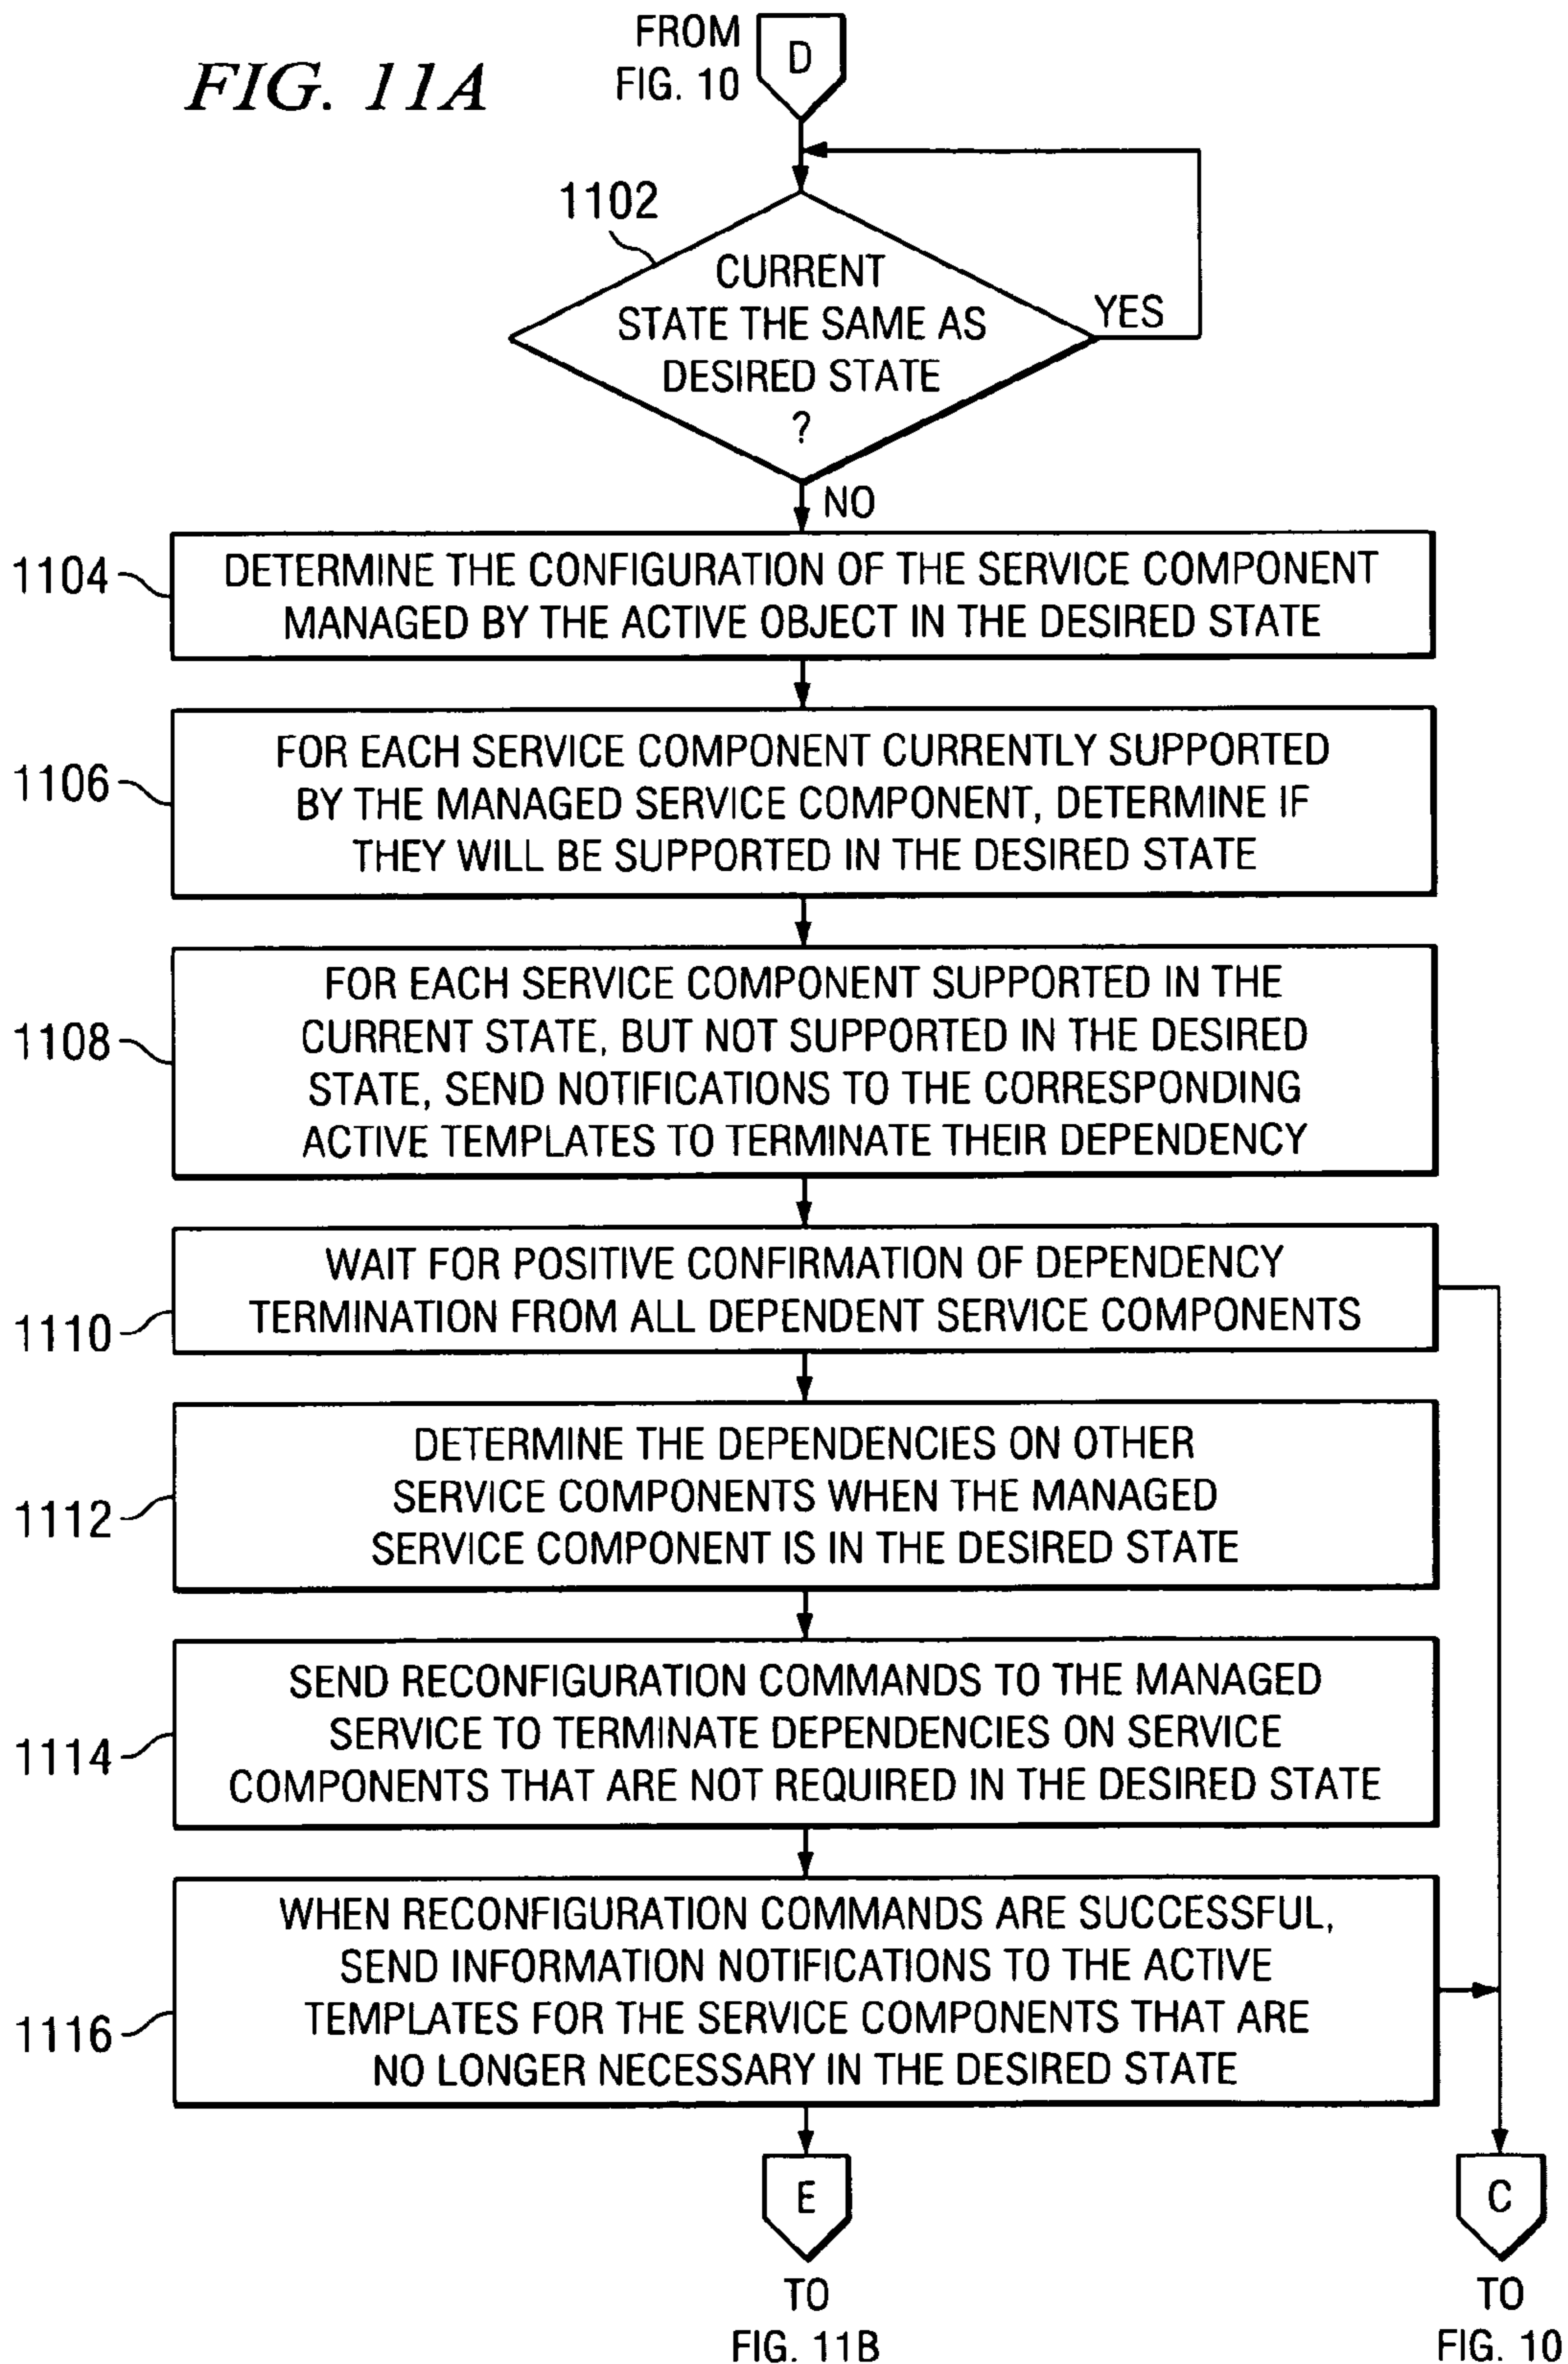 FROM
FIG. 10
D
FIG. 11A
1102
CURRENT
STATE THE SAME AS
DESIRED STATE
?
YES
NO
1104
DETERMINE THE CONFIGURATION OF THE SERVICE COMPONENT
MANAGED BY THE ACTIVE OBJECT IN THE DESIRED STATE
1106
FOR EACH SERVICE COMPONENT CURRENTLY SUPPORTED
BY THE MANAGED SERVICE COMPONENT, DETERMINE IF
THEY WILL BE SUPPORTED IN THE DESIRED STATE
1108
FOR EACH SERVICE COMPONENT SUPPORTED IN THE
CURRENT STATE, BUT NOT SUPPORTED IN THE DESIRED
STATE, SEND NOTIFICATIONS TO THE CORRESPONDING
ACTIVE TEMPLATES TO TERMINATE THEIR DEPENDENCY
1110
WAIT FOR POSITIVE CONFIRMATION OF DEPENDENCY
TERMINATION FROM ALL DEPENDENT SERVICE COMPONENTS
1112
DETERMINE THE DEPENDENCIES ON OTHER
SERVICE COMPONENTS WHEN THE MANAGED
SERVICE COMPONENT IS IN THE DESIRED STATE
1114
SEND RECONFIGURATION COMMANDS TO THE MANAGED
SERVICE TO TERMINATE DEPENDENCIES ON SERVICE
COMPONENTS THAT ARE NOT REQUIRED IN THE DESIRED STATE
1116
WHEN RECONFIGURATION COMMANDS ARE SUCCESSFUL,
SEND INFORMATION NOTIFICATIONS TO THE ACTIVE
TEMPLATES FOR THE SERVICE COMPONENTS THAT ARE
NO LONGER NECESSARY IN THE DESIRED STATE
E
TO
FIG. 11B
C
TO
FIG. 10